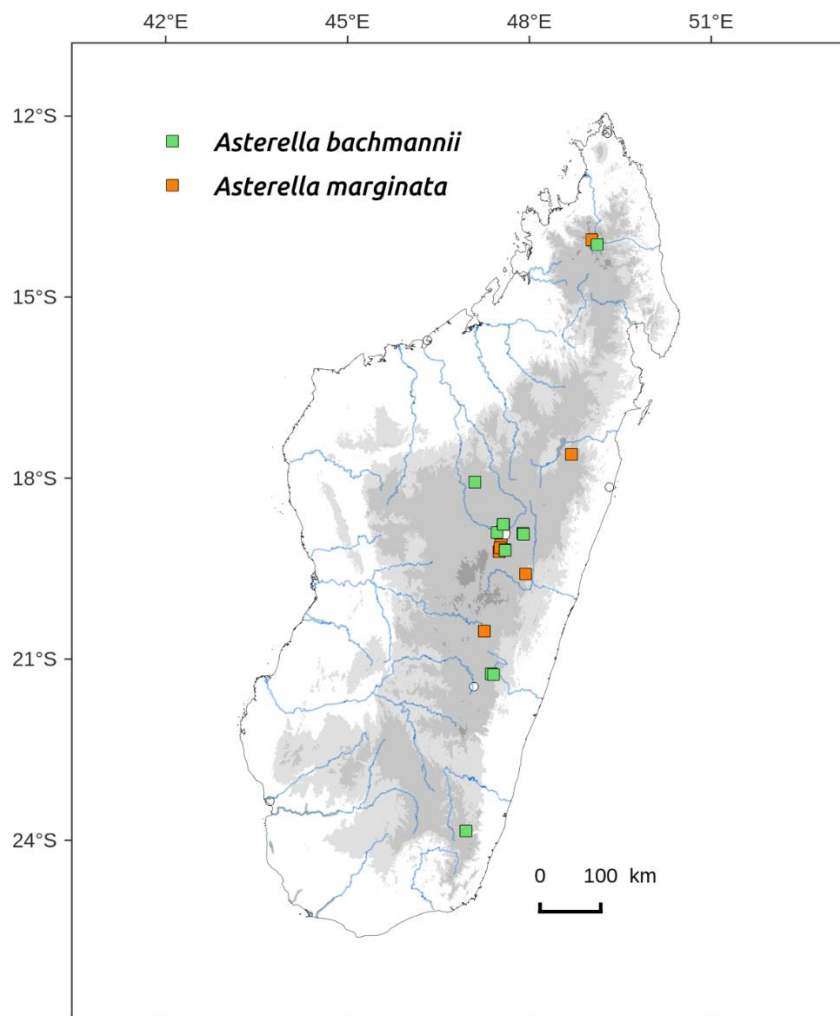 42°E 45°E 48°E 51°E
12°S
Asterella bachmannii
Asterella marginata
15°S
18°S
21°S
24°S
0 100 km